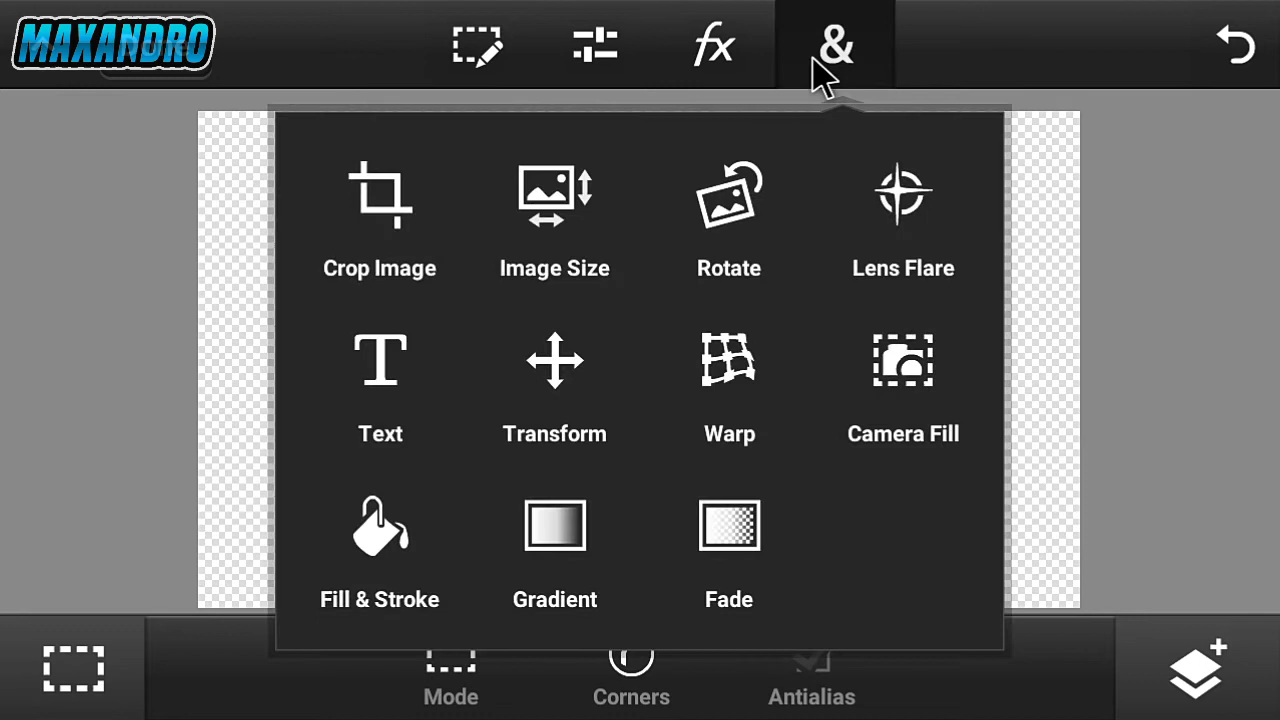 MAXANDRO
fx
&
Crop Image
Image Size
Rotate
Lens Flare
Text
Transform
Warp
Camera Fill
Fill & Stroke
Gradient
Fade
Mode
Corners
Antialias